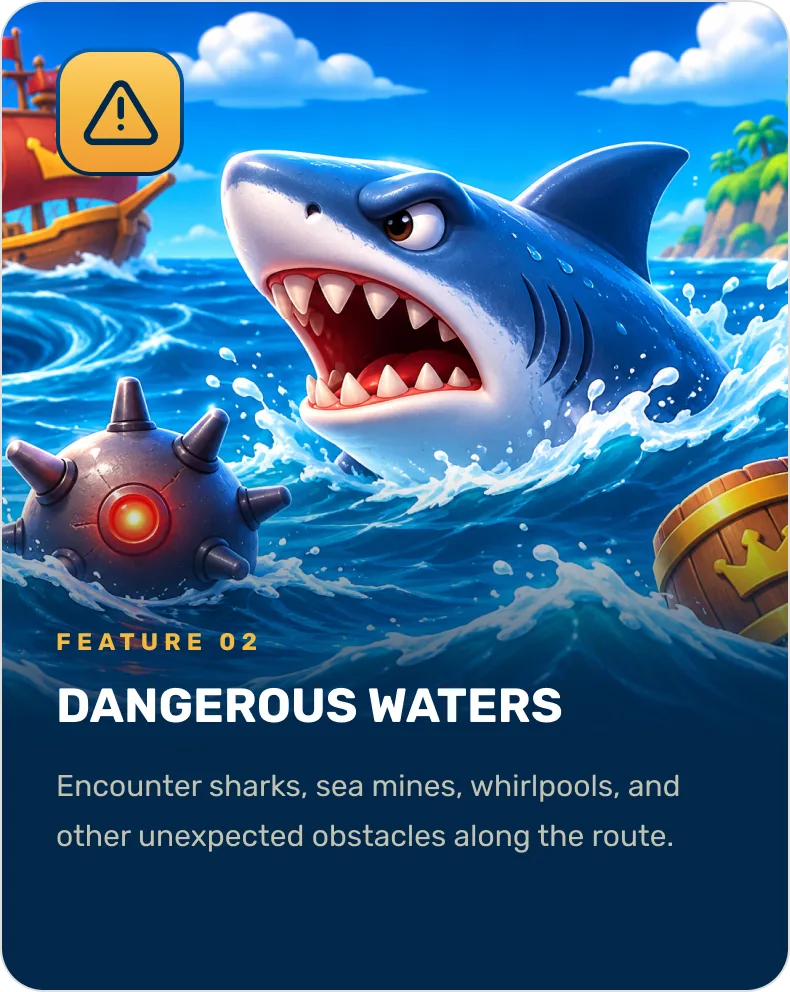 FEATURE 02
DANGEROUS WATERS
Encounter sharks, sea mines, whirlpools, and
other unexpected obstacles along the route.